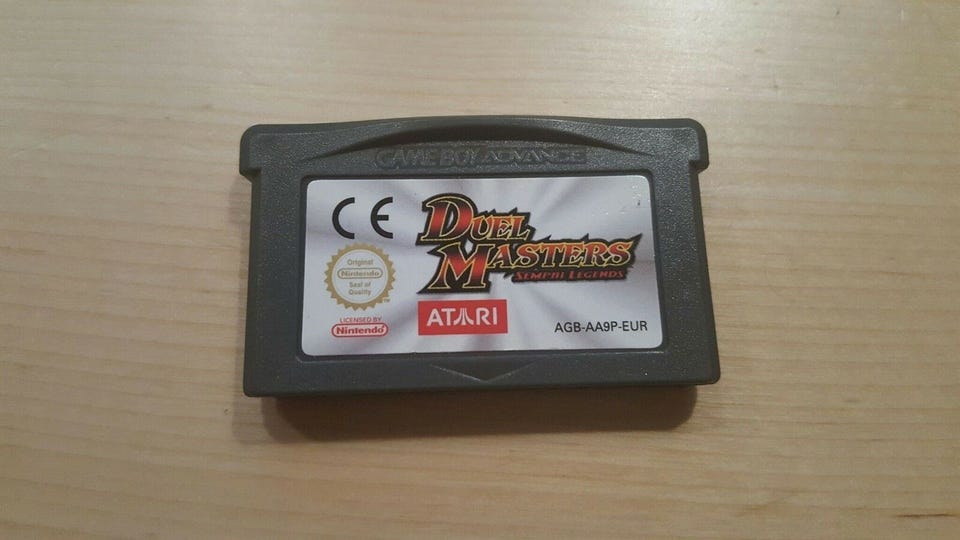 GAME BOY ADVANCE
CE
DUEL
MASTERS
SEMPAI LEGENDS
Original
Nintendo
Seal of
Quality
TM
LICENSED BY
Nintendo
ATARI
AGB-AA9P-EUR